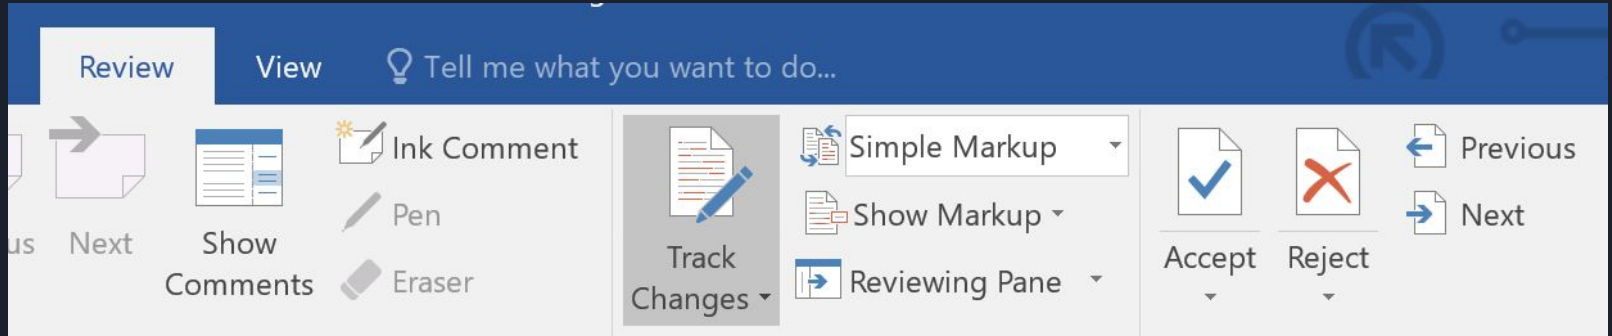 Review
View
Tell me what you want to do...
us
Next
Show
Comments
Ink Comment
Pen
Eraser
Track
Changes
Simple Markup
Show Markup
Reviewing Pane
Accept
Reject
Previous
Next